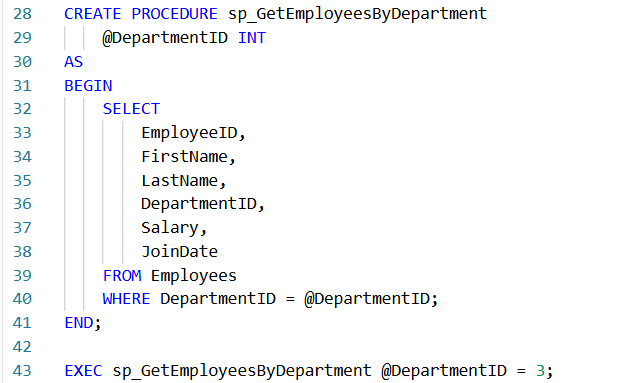 28 CREATE PROCEDURE sp_GetEmployeesByDepartment
29     @DepartmentID INT
30 AS
31 BEGIN
32     SELECT
33         EmployeeID,
34         FirstName,
35         LastName,
36         DepartmentID,
37         Salary,
38         JoinDate
39     FROM Employees
40     WHERE DepartmentID = @DepartmentID;
41 END;
42
43 EXEC sp_GetEmployeesByDepartment @DepartmentID = 3;